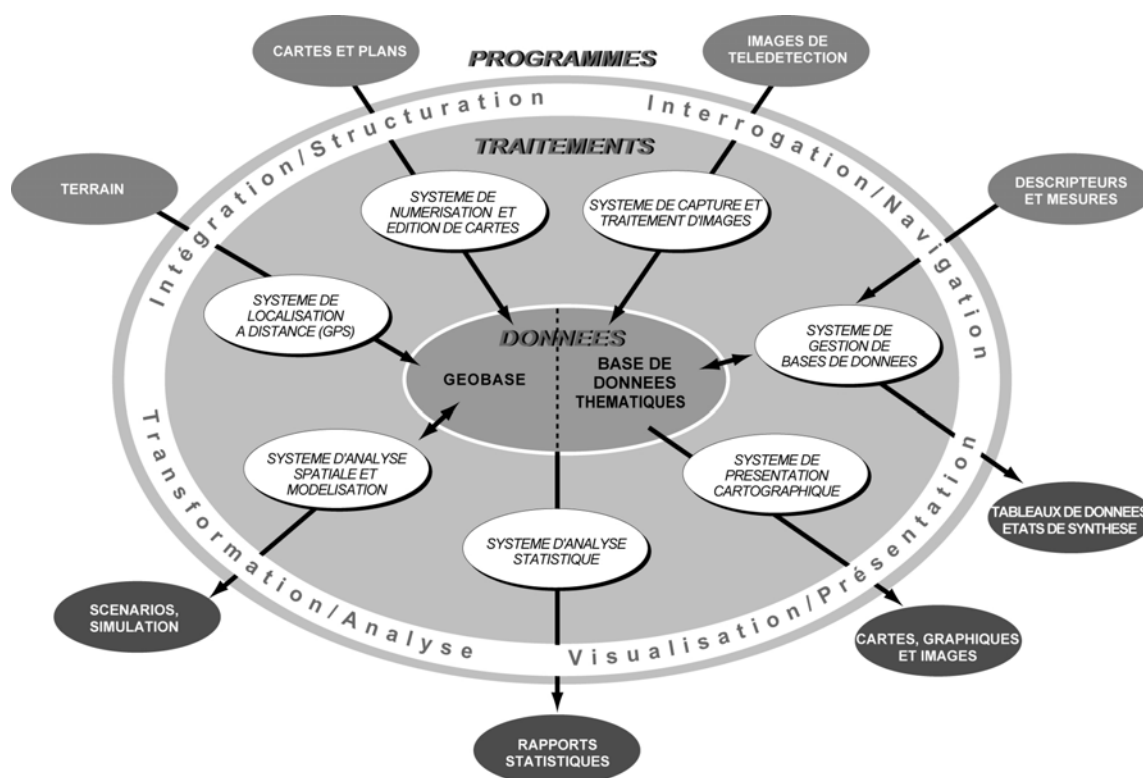 CARTES ET PLANS
PROGRAMMES
IMAGES DE
TELEDETECTION
Intégration/Structuration
Interrogation/Navigation
TRAITEMENTS
TERRAIN
SYSTEME DE
NUMERISATION ET
EDITION DE CARTES
SYSTEME DE CAPTURE ET
TRAITEMENT D'IMAGES
DESCRIPTEURS
ET MESURES
SYSTEME DE
LOCALISATION
A DISTANCE (GPS)
DONNEES
GEOBASE
BASE DE
DONNEES
THEMATIQUES
SYSTEME DE
GESTION DE
BASES DE DONNEES
SYSTEME D'ANALYSE
SPATIALE ET
MODELISATION
SYSTEME DE
PRESENTATION
CARTOGRAPHIQUE
SYSTEME D'ANALYSE
STATISTIQUE
TABLEAUX DE DONNEES
ETATS DE SYNTHESE
Transformation/Analyse
Visualisation/Présentation
SCENARIOS,
SIMULATION
CARTES, GRAPHIQUES
ET IMAGES
RAPPORTS
STATISTIQUES